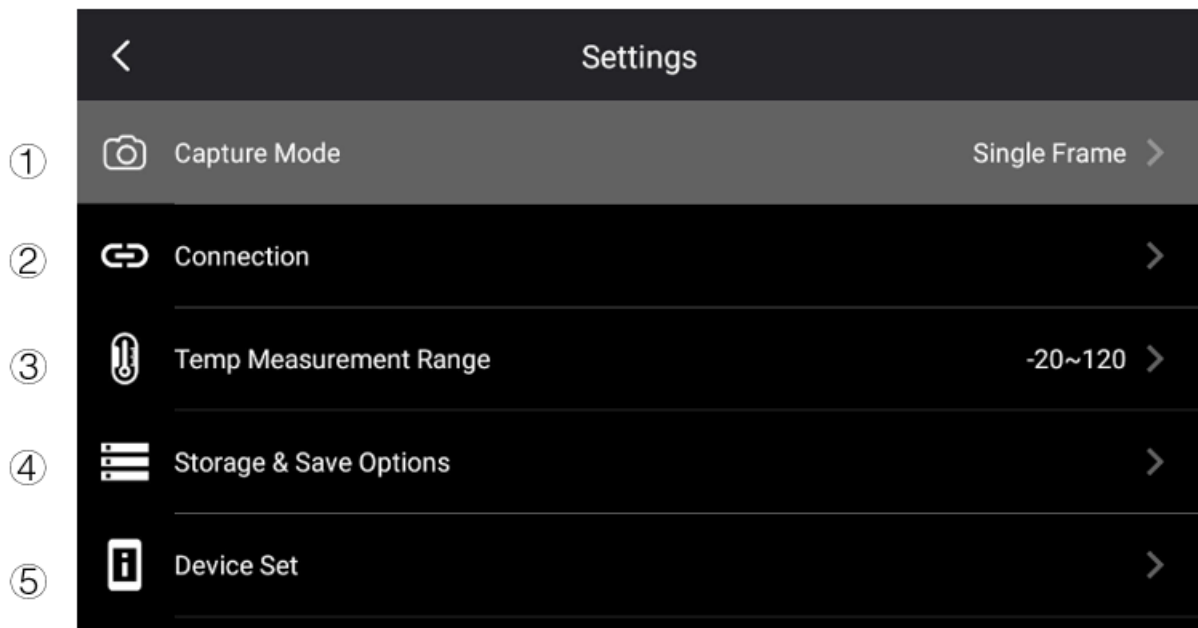 Settings
① Capture Mode Single Frame
② Connection
③ Temp Measurement Range -20~120
④ Storage & Save Options
⑤ Device Set